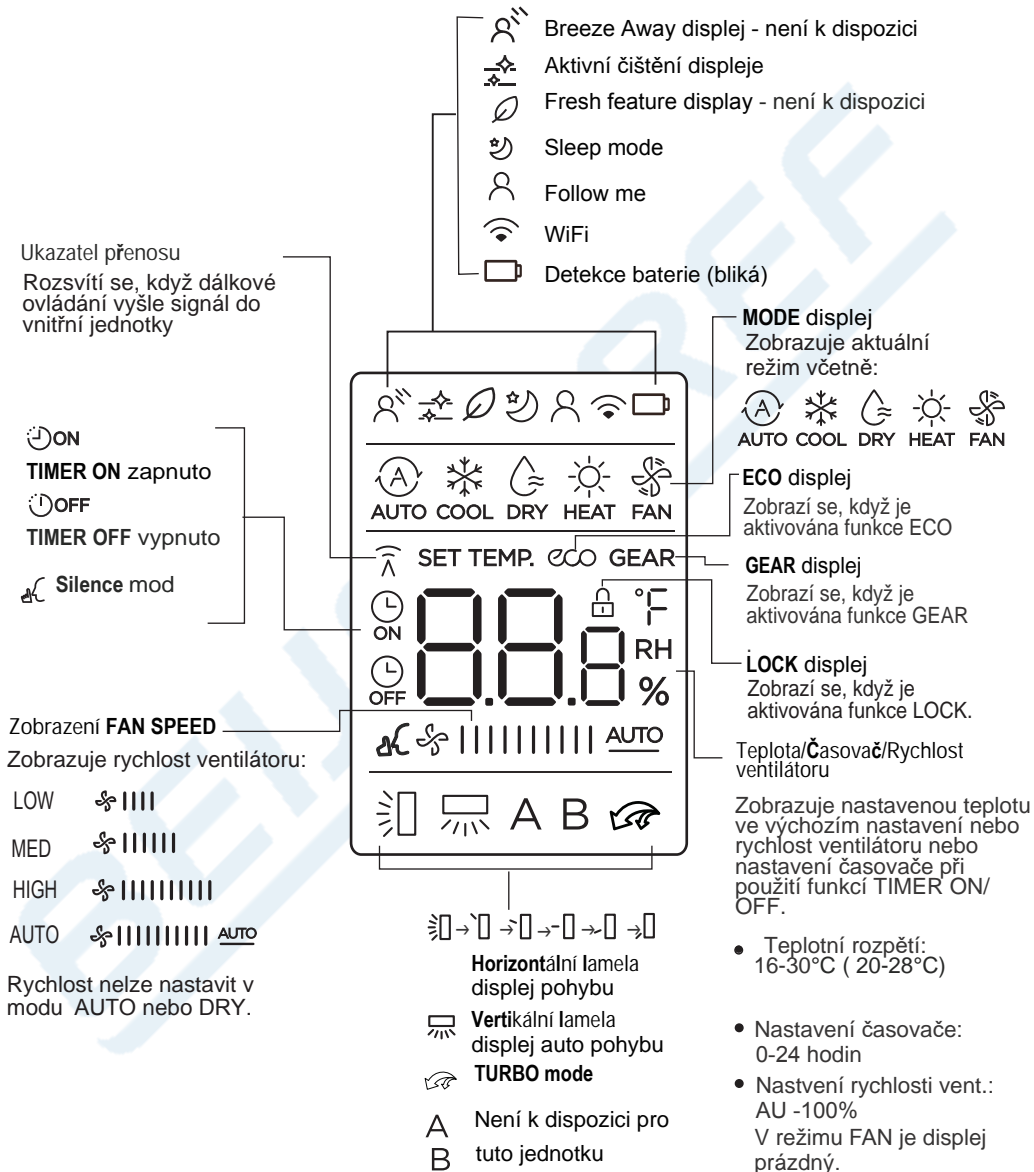 Breeze Away displej - není k dispozici
Aktivní čištění displeje
Fresh feature display - není k dispozici
Sleep mode
Follow me
WiFi
Detekce baterie (bliká)
Ukazatel přenosu
Rozsvítí se, když dálkové
ovládání vyšle signál do
vnitřní jednotky
ON
TIMER ON zapnuto
OFF
TIMER OFF vypnuto
Silence mod
Zobrazení FAN SPEED
Zobrazuje rychlost ventilátoru:
LOW
MED
HIGH
AUTO AUTO
Rychlost nelze nastavit v
modu AUTO nebo DRY.
A
AUTO COOL DRY HEAT FAN
SET TEMP. eco GEAR
ON
88.8 °F
RH
OFF
%
AUTO
A B
Horizontální lamela
displej pohybu
Vertikální lamela
displej auto pohybu
TURBO mode
A Není k dispozici pro
B tuto jednotku
MODE displej
Zobrazuje aktuální
režim včetně:
A
AUTO COOL DRY HEAT FAN
ECO displej
Zobrazí se, když je
aktivována funkce ECO
GEAR displej
Zobrazí se, když je
aktivována funkce GEAR
.
LOCK displej
Zobrazí se, když je
aktivována funkce LOCK.
Teplota/Časovač/Rychlost
ventilátoru
Zobrazuje nastavenou teplotu
ve výchozím nastavení nebo
rychlost ventilátoru nebo
nastavení časovače při
použití funkcí TIMER ON/
OFF.
• Teplotní rozpětí:
16-30°C ( 20-28°C)
• Nastavení časovače:
0-24 hodin
• Nastvení rychlosti vent.:
AU -100%
V režimu FAN je displej
prázdný.